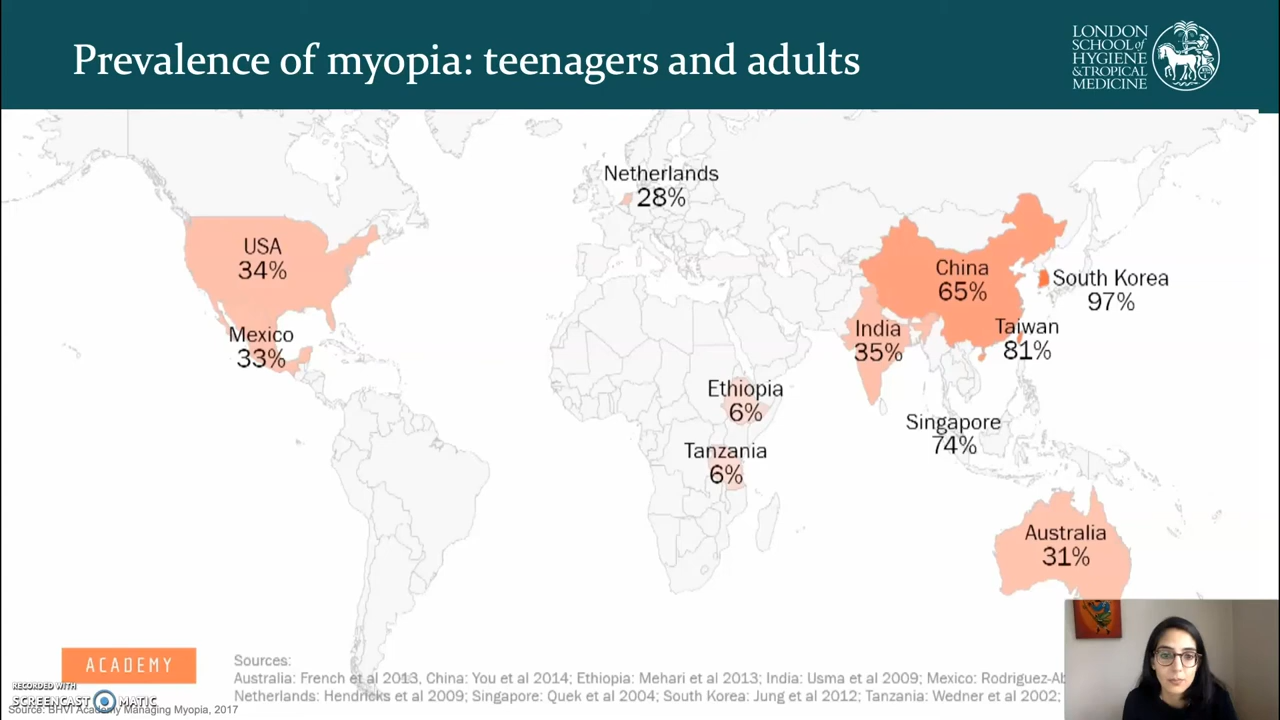 Prevalence of myopia: teenagers and adults
LONDON
SCHOOL of
HYGIENE
& TROPICAL
MEDICINE
Netherlands
28%
USA
34%
China
65%
South Korea
97%
Mexico
33%
India
35%
Taiwan
81%
Ethiopia
6%
Singapore
74%
Tanzania
6%
Australia
31%
ACADEMY
Sources:
Australia: French et al 2013, China: You et al 2014; Ethiopia: Mehari et al 2013; India: Usma et al 2009; Mexico: Rodriguez-Ab
Netherlands: Hendricks et al 2009; Singapore: Quek et al 2004; South Korea: Jung et al 2012; Tanzania: Wedner et al 2002;
RECORDED WITH
SCREENCAST MATIC
Source: BHVI Academy Managing Myopia, 2017